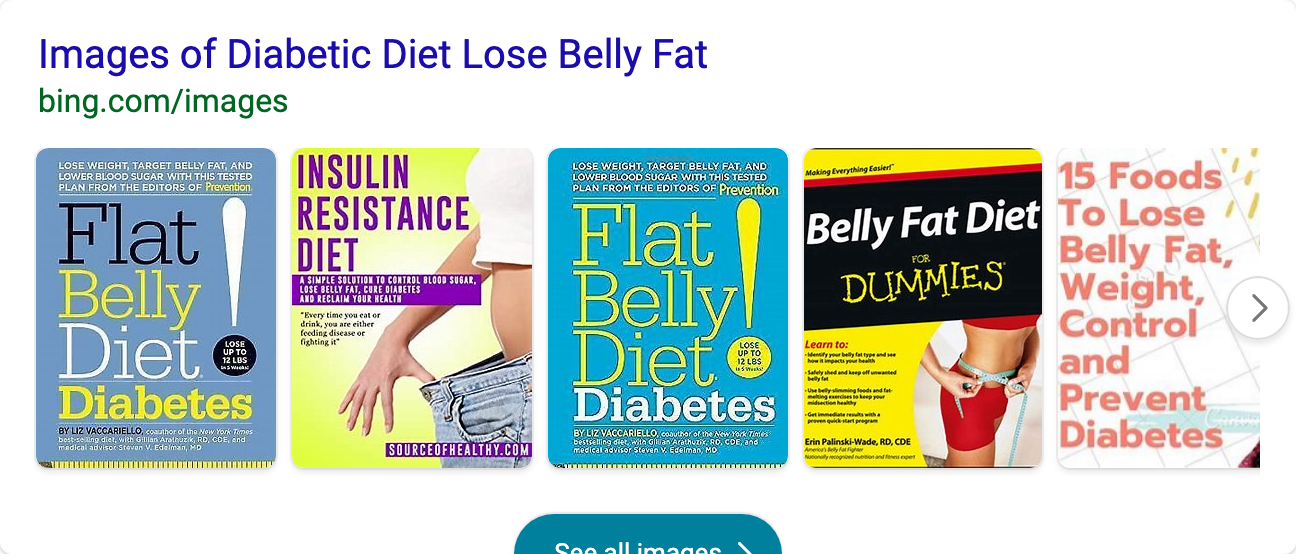 Images of Diabetic Diet Lose Belly Fat
bing.com/images
LOSE WEIGHT, TARGET BELLY FAT, AND
LOWER BLOOD SUGAR WITH THIS TESTED
PLAN FROM THE EDITORS OF Prevention
Flat
Belly
Diet
!
LOSE
UP TO
12 LBS
in 5 Weeks!
Diabetes
BY LIZ VACCARIELLO, coauthor of the New York Times
best-selling diet, with Gillian Arathuzik, RD, CDE, and
medical advisor Steven V. Edelman, MD
INSULIN
RESISTANCE
DIET
A SIMPLE SOLUTION TO CONTROL BLOOD SUGAR,
LOSE BELLY FAT, CURE DIABETES
AND RECLAIM YOUR HEALTH
"Every time you eat or
drink, you are either
feeding disease or
fighting it"
SOURCEOFHEALTHY.COM
LOSE WEIGHT, TARGET BELLY FAT, AND
LOWER BLOOD SUGAR WITH THIS TESTED
PLAN FROM THE EDITORS OF Prevention
Flat
Belly
Diet
!
LOSE
UP TO
12 LBS
in 5 Weeks!
Diabetes
BY LIZ VACCARIELLO, coauthor of the New York Times
bestselling diet, with Gillian Arathuzik, RD, CDE, and
medical advisor Steven V. Edelman, MD
Making Everything Easier!™
Belly Fat Diet
FOR
DUMMIES
Learn to:
- Identify your belly fat type and see
how it impacts your health
- Safely shed and keep off unwanted
belly fat
- Use belly-slimming foods and fat-
melting exercises to keep your
midsection healthy
- Get immediate results with a
proven quick-start program
Erin Palinski-Wade, RD, CDE
America's Belly Fat Fighter
Nationally recognized nutrition and fitness expert
15 Foods
To Lose
Belly Fat,
Weight,
Control
and
Prevent
Diabetes
See all images